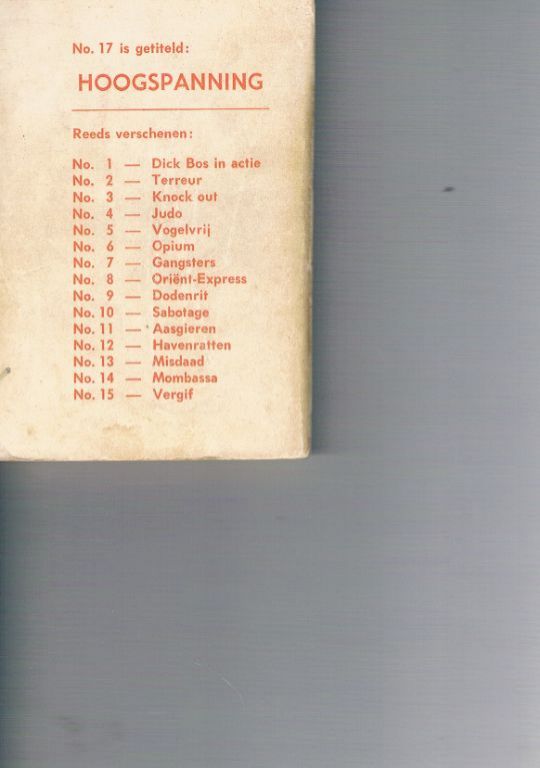 No. 17 is getiteld:
HOOGSPANNING
Reeds verschenen:
No. 1 — Dick Bos in actie
No. 2 — Terreur
No. 3 — Knock out
No. 4 — Judo
No. 5 — Vogelvrij
No. 6 — Opium
No. 7 — Gangsters
No. 8 — Oriënt-Express
No. 9 — Dodenrit
No. 10 — Sabotage
No. 11 — Aasgieren
No. 12 — Havenratten
No. 13 — Misdaad
No. 14 — Mombassa
No. 15 — Vergif